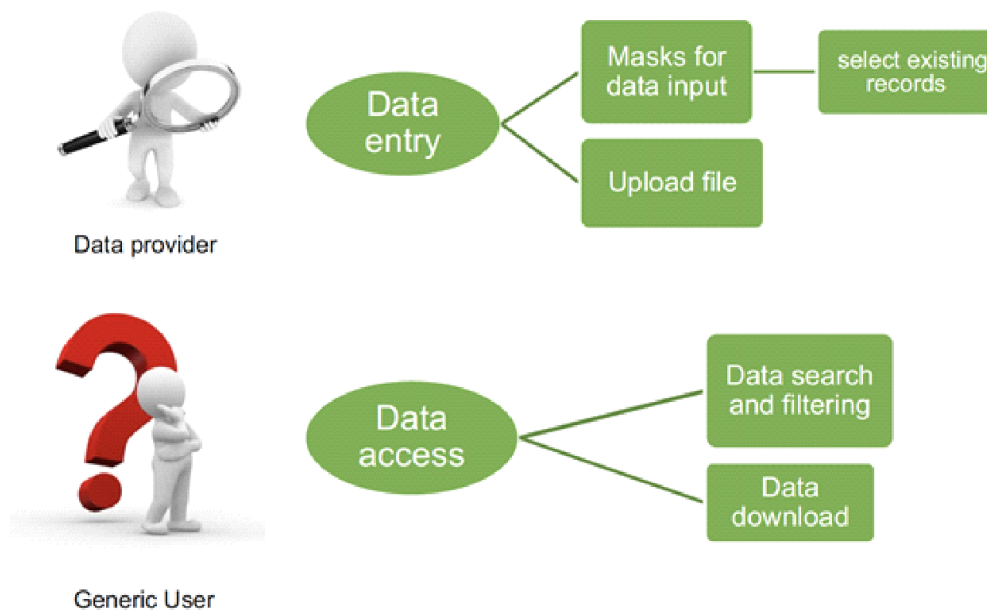 Data
entry
Masks for
data input
select existing
records
Upload file
Data provider
Data
access
Data search
and filtering
Data
download
Generic User